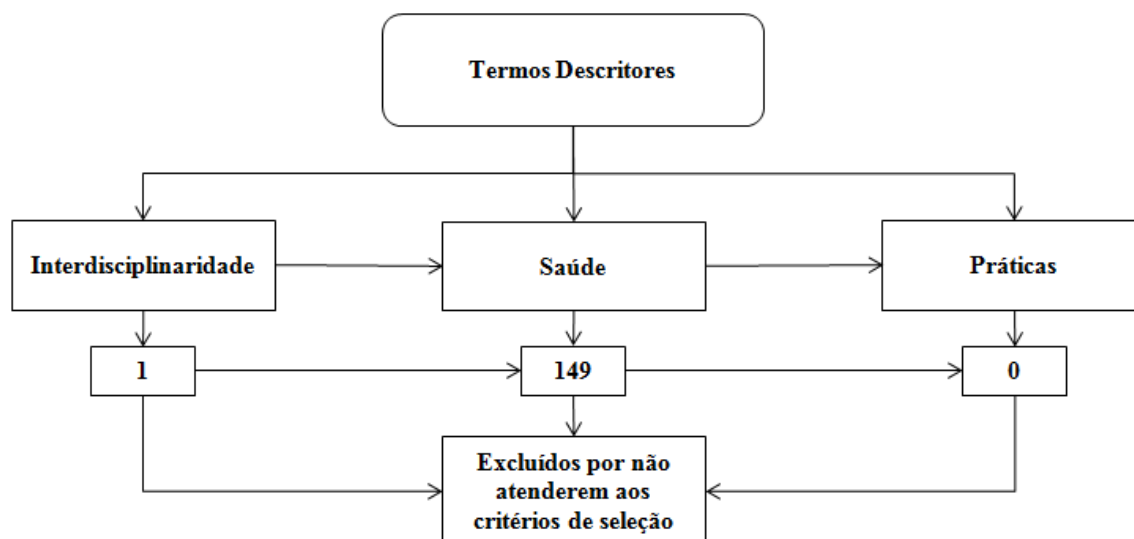 Termos Descritores
Interdisciplinaridade
Saúde
Práticas
1
149
0
Excluídos por não
atenderem aos
critérios de seleção